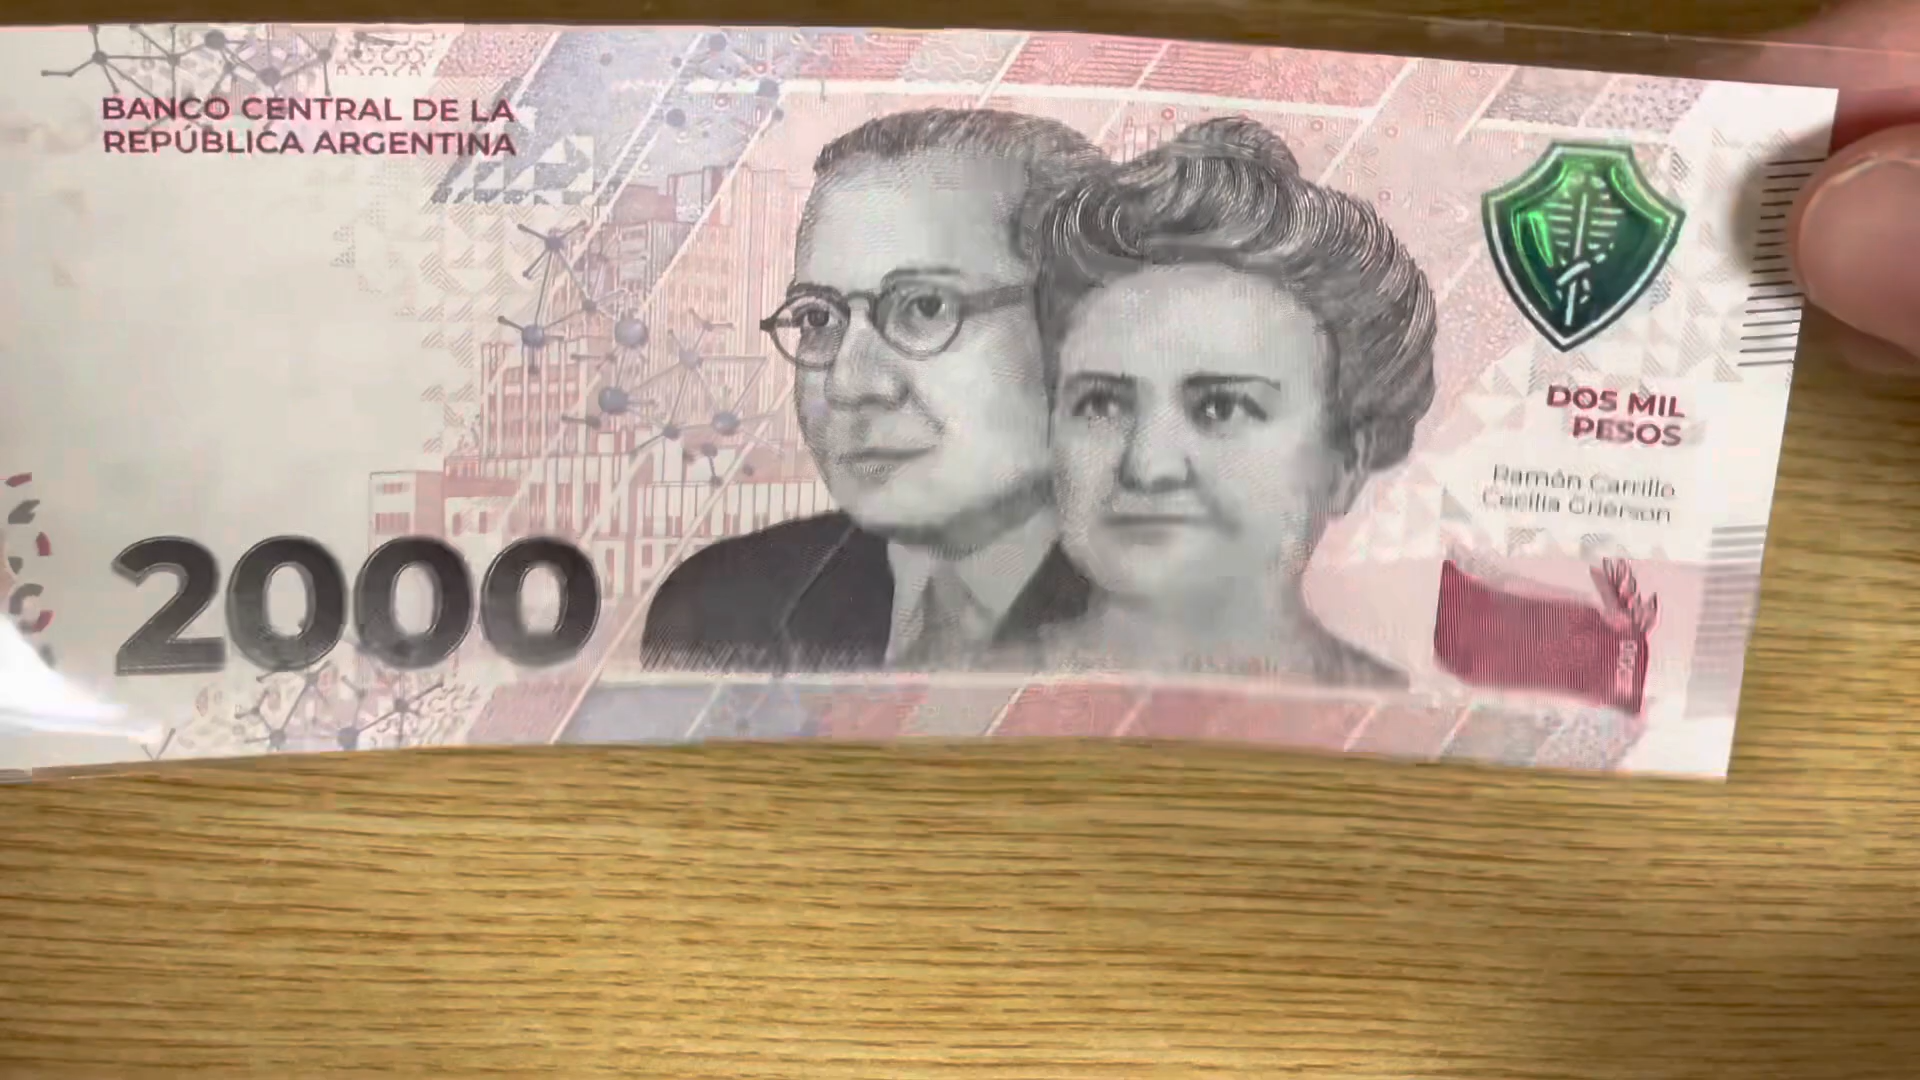 BANCO CENTRAL DE LA
REPÚBLICA ARGENTINA
DOS MIL
PESOS
Ramón Carrillo
Cecilia Grierson
2000